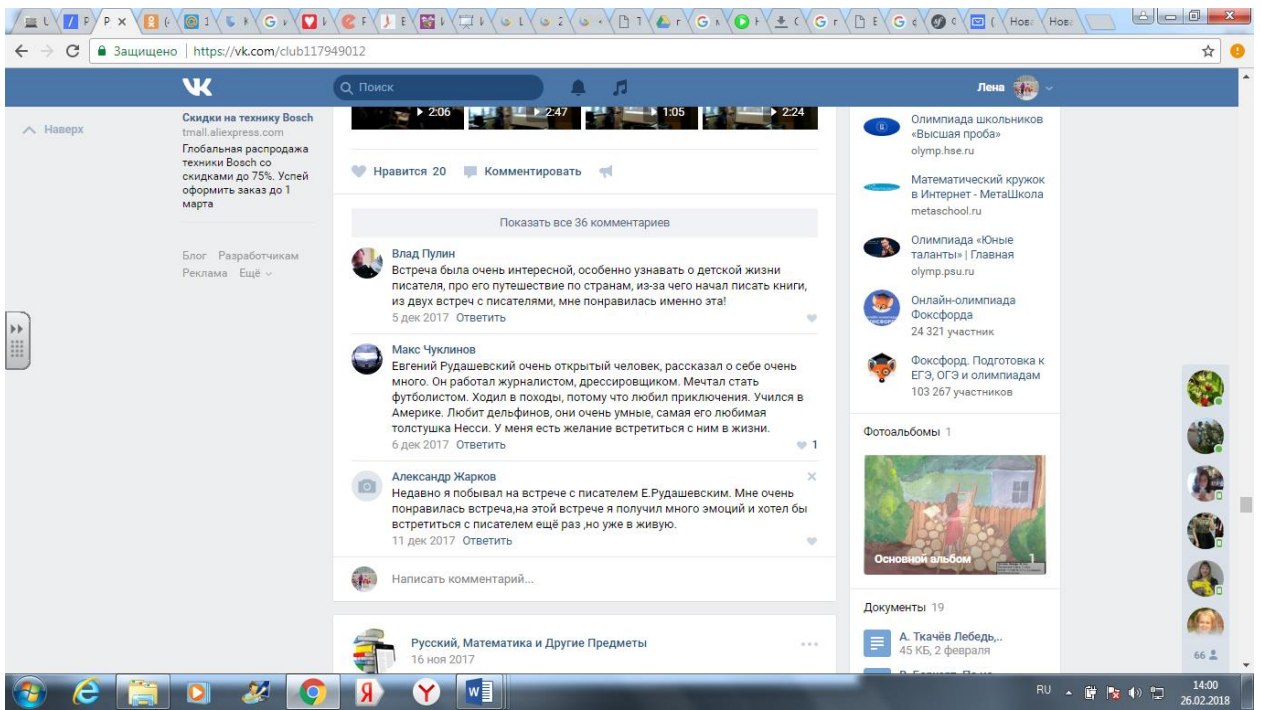 Нова
Нова
Защищено | https://vk.com/club117949012
Поиск
Лена
Наверх
Скидки на технику Bosch
tmall.aliexpress.com
Глобальная распродажа
техники Bosch со
скидками до 75%. Успей
оформить заказ до 1
марта
Блог Разработчикам
Реклама Ещё
2:06
2:47
1:05
2:24
Нравится 20 Комментировать
Показать все 36 комментариев
Влад Пулин
Встреча была очень интересной, особенно узнавать о детской жизни
писателя, про его путешествие по странам, из-за чего начал писать книги,
из двух встреч с писателями, мне понравилась именно эта!
5 дек 2017 Ответить
Макс Чуклинов
Евгений Рудашевский очень открытый человек, рассказал о себе очень
много. Он работал журналистом, дрессировщиком. Мечтал стать
футболистом. Ходил в походы, потому что любил приключения. Учился в
Америке. Любит дельфинов, они очень умные, самая его любимая
толстушка Несси. У меня есть желание встретиться с ним в жизни.
6 дек 2017 Ответить 1
Александр Жарков
Недавно я побывал на встрече с писателем Е.Рудашевским. Мне очень
понравилась встреча,на этой встрече я получил много эмоций и хотел бы
встретиться с писателем ещё раз ,но уже в живую.
11 дек 2017 Ответить
Написать комментарий...
Русский, Математика и Другие Предметы
16 ноя 2017
Олимпиада школьников
«Высшая проба»
olymp.hse.ru
Математический кружок
в Интернет - МетаШкола
metaschool.ru
Олимпиада «Юные
таланты» | Главная
olymp.psu.ru
Онлайн-олимпиада
Фоксфорда
24 321 участник
Фоксфорд. Подготовка к
ЕГЭ, ОГЭ и олимпиадам
103 267 участников
Фотоальбомы 1
Основной альбом 1
Документы 19
А. Ткачёв Лебедь,..
45 КБ, 2 февраля
66
RU
14:00
26.02.2018